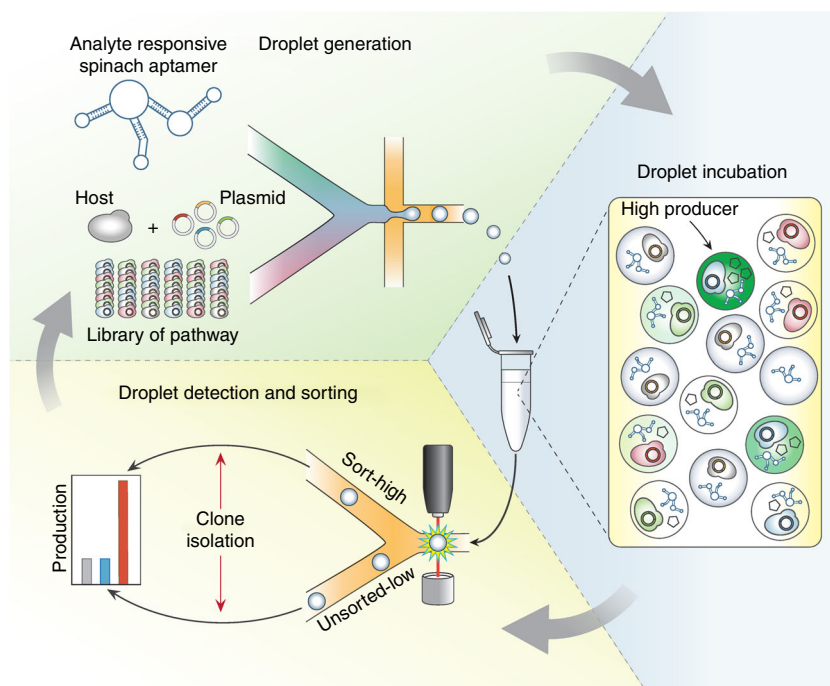 Analyte responsive
spinach aptamer
Droplet generation
Host
+
Plasmid
Library of pathway
Droplet incubation
High producer
Droplet detection and sorting
Production
Clone
isolation
Sort-high
Unsorted-low